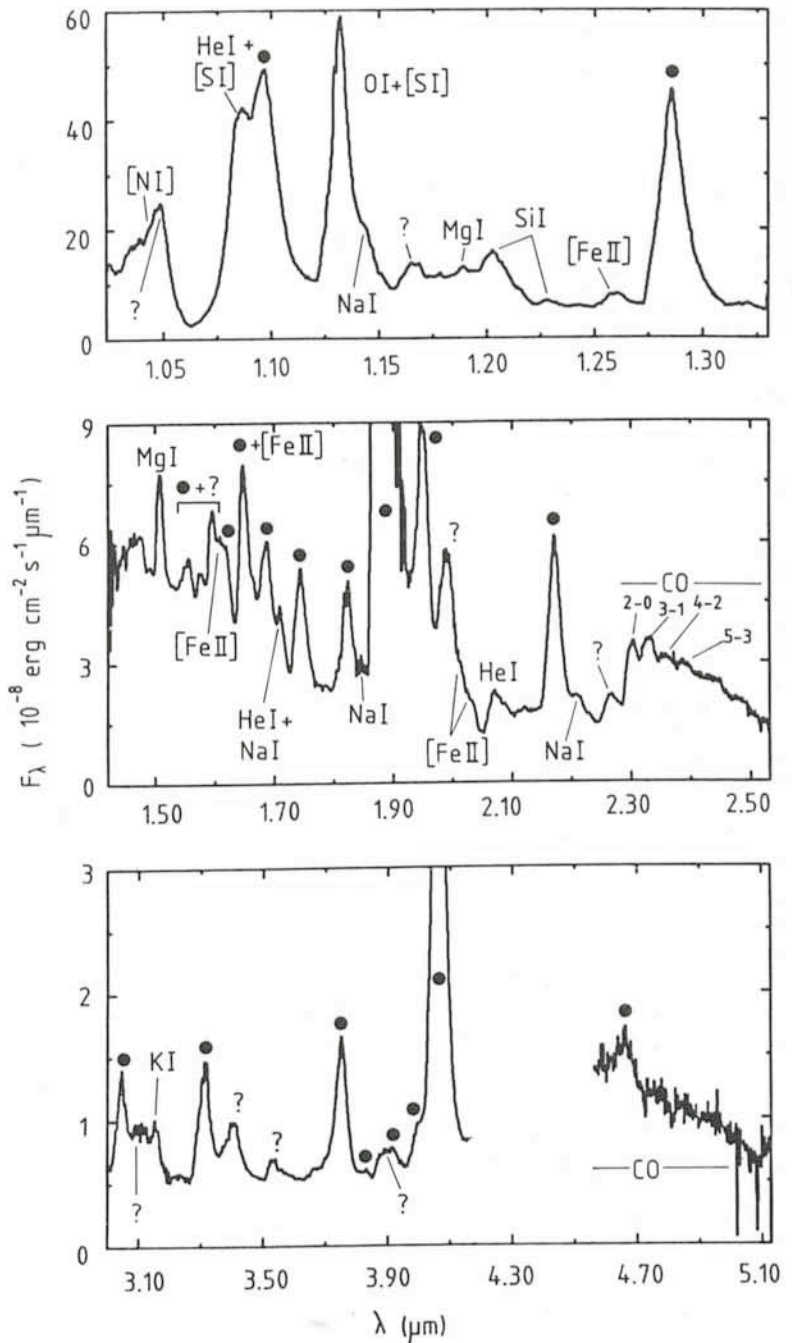 60
40
20
0
HeI +
[SI]
[NI]
?
OI+[SI]
NaI
?
MgI
SiI
[FeII]
1.05
1.10
1.15
1.20
1.25
1.30
9
6
3
0
MgI
+?
+[FeII]
[FeII]
HeI+
NaI
NaI
?
[FeII]
HeI
NaI
?
CO
2-0
3-1
4-2
5-3
1.50
1.70
1.90
2.10
2.30
2.50
Fλ ( 10⁻⁸ erg cm⁻² s⁻¹ μm⁻¹ )
3
2
1
0
KI
?
?
?
?
CO
3.10
3.50
3.90
4.30
4.70
5.10
λ (μm)